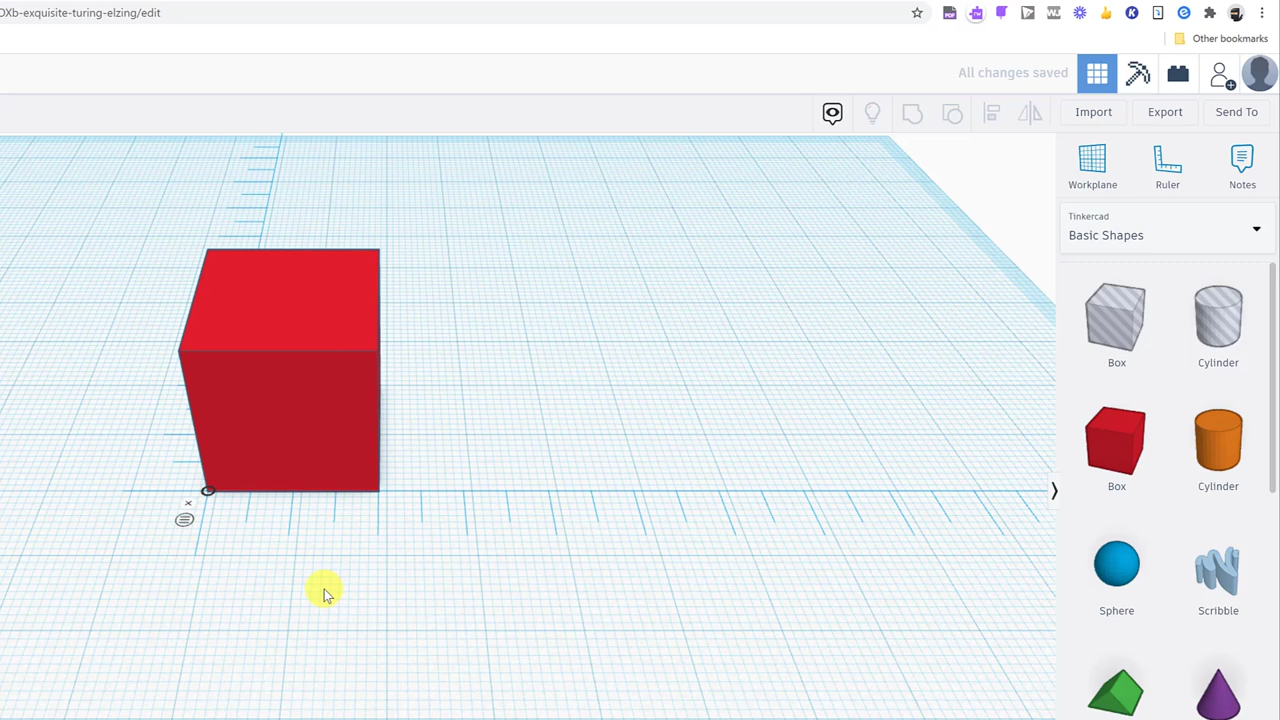 OXb-exquisite-turing-elzing/edit
Other bookmarks
All changes saved
Import Export Send To
Workplane Ruler Notes
Tinkercad
Basic Shapes
Box Cylinder
Box Cylinder
Sphere Scribble